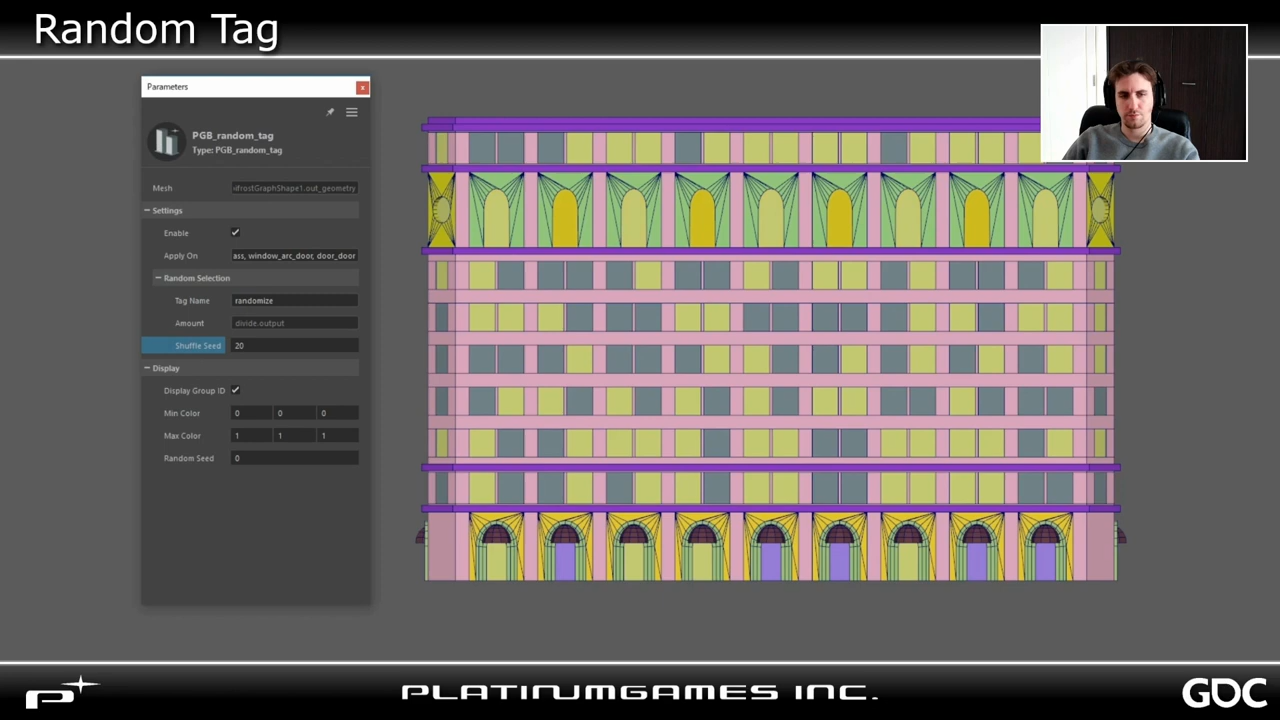 Random Tag
Parameters
PGB_random_tag
Type: PGB_random_tag
Mesh
ifrostGraphShape1.out_geometry
Settings
Enable
Apply On
ass, window_arc_door, door_door
Random Selection
Tag Name
randomize
Amount
divide.output
Shuffle Seed
20
Display
Display Group ID
Min Color
0 0 0
Max Color
1 1 1
Random Seed
0
PLATINUMGAMES INC.
GDC